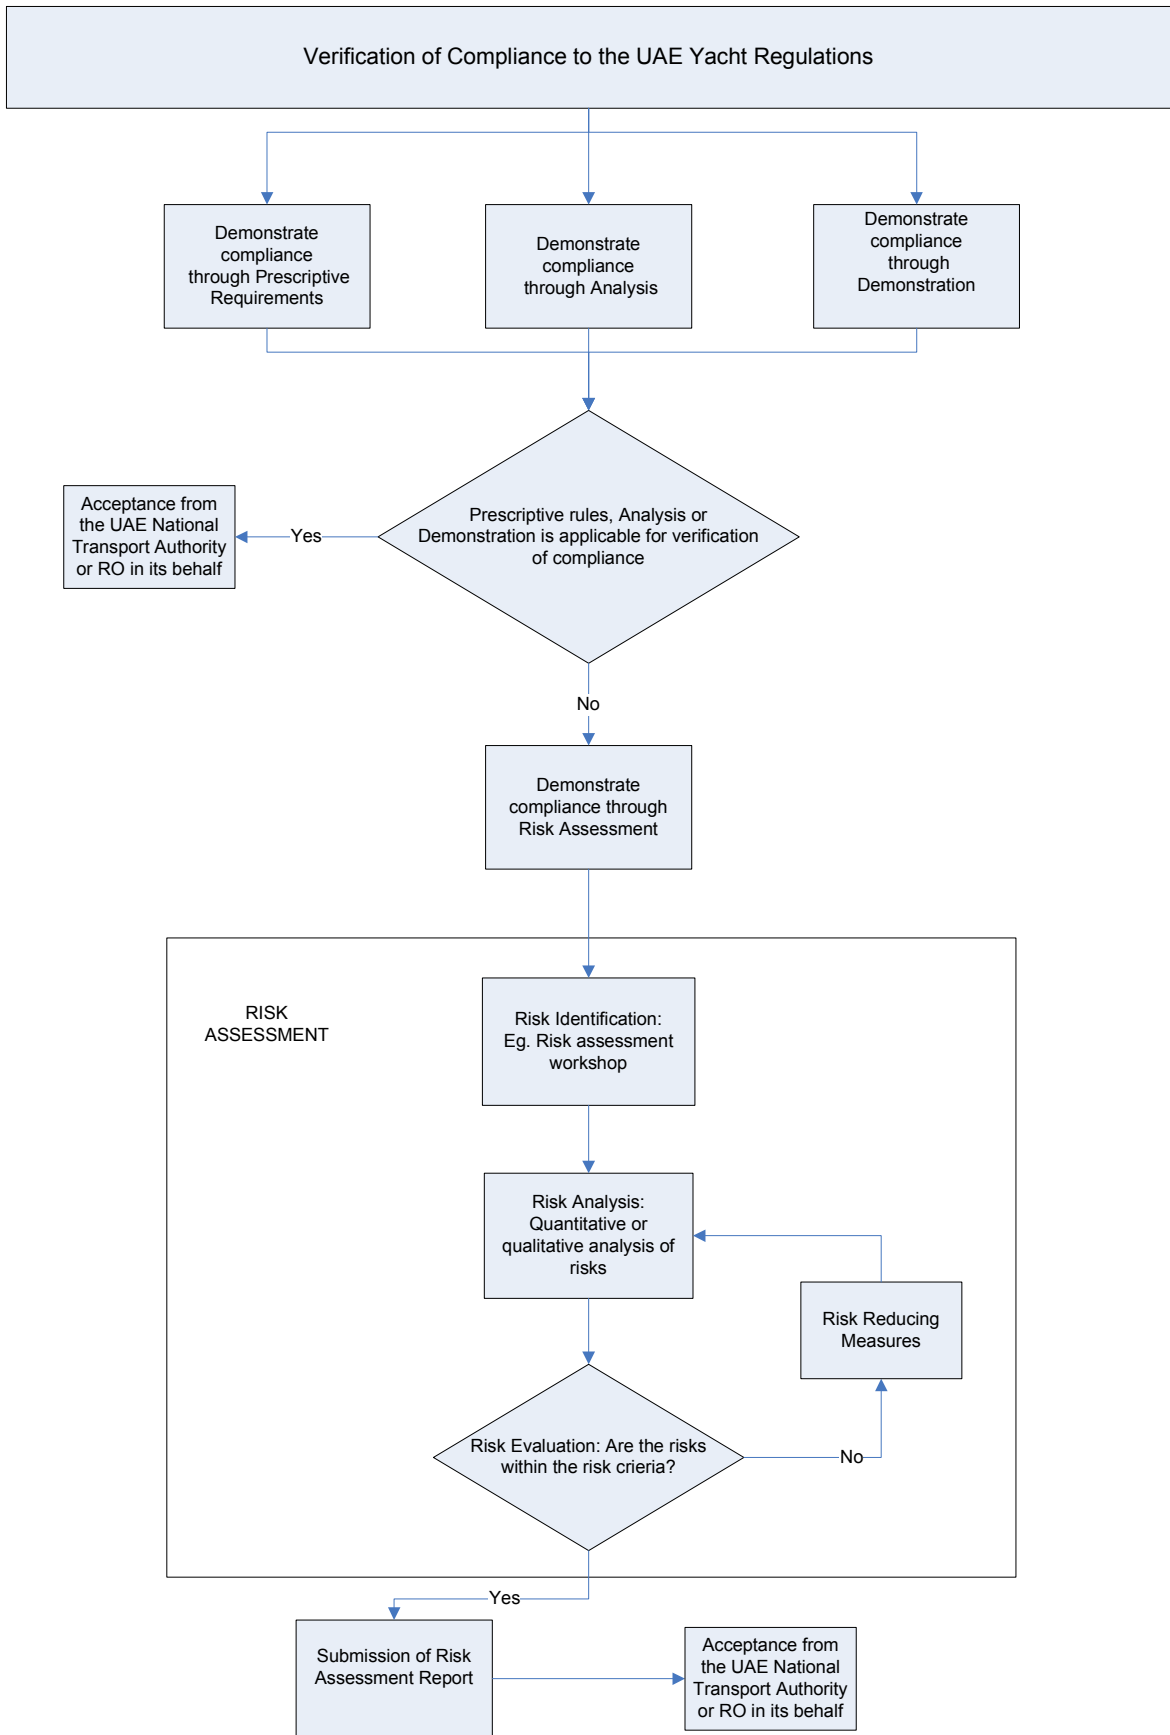 Verification of Compliance to the UAE Yacht Regulations
Demonstrate
compliance
through Prescriptive
Requirements
Demonstrate
compliance
through Analysis
Demonstrate
compliance
through
Demonstration
Prescriptive rules, Analysis or
Demonstration is applicable for verification
of compliance
Yes
Acceptance from
the UAE National
Transport Authority
or RO in its behalf
No
Demonstrate
compliance through
Risk Assessment
RISK
ASSESSMENT
Risk Identification:
Eg. Risk assessment
workshop
Risk Analysis:
Quantitative or
qualitative analysis of
risks
Risk Reducing
Measures
Risk Evaluation: Are the risks
within the risk crieria?
No
Yes
Submission of Risk
Assessment Report
Acceptance from
the UAE National
Transport Authority
or RO in its behalf